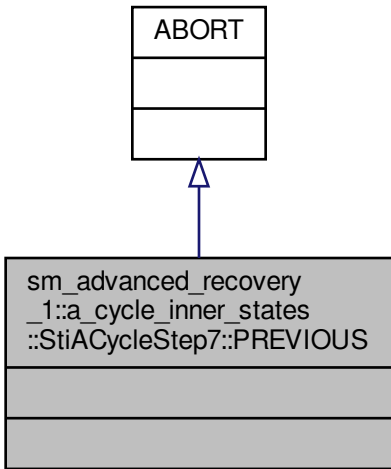 ABORT
sm_advanced_recovery
_1::a_cycle_inner_states
::StiACycleStep7::PREVIOUS